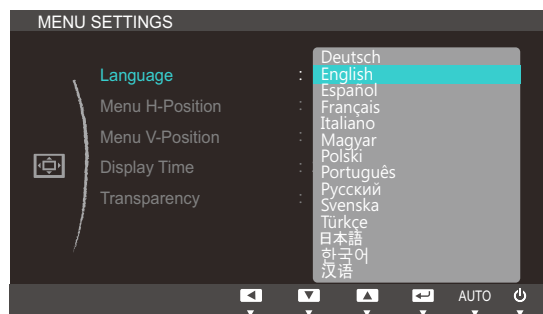 MENU SETTINGS
Language :
Menu H-Position :
Menu V-Position :
Display Time :
Transparency :
Deutsch
English
Español
Français
Italiano
Magyar
Polski
Português
Русский
Svenska
Türkçe
日本語
한국어
汉语
AUTO